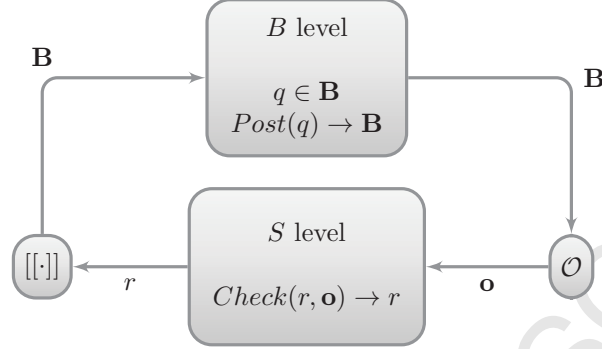 B
B level
B
q ∈ B
Post(q) → B
S level
[[·]]
r
Check(r, o) → r
o
𝒪